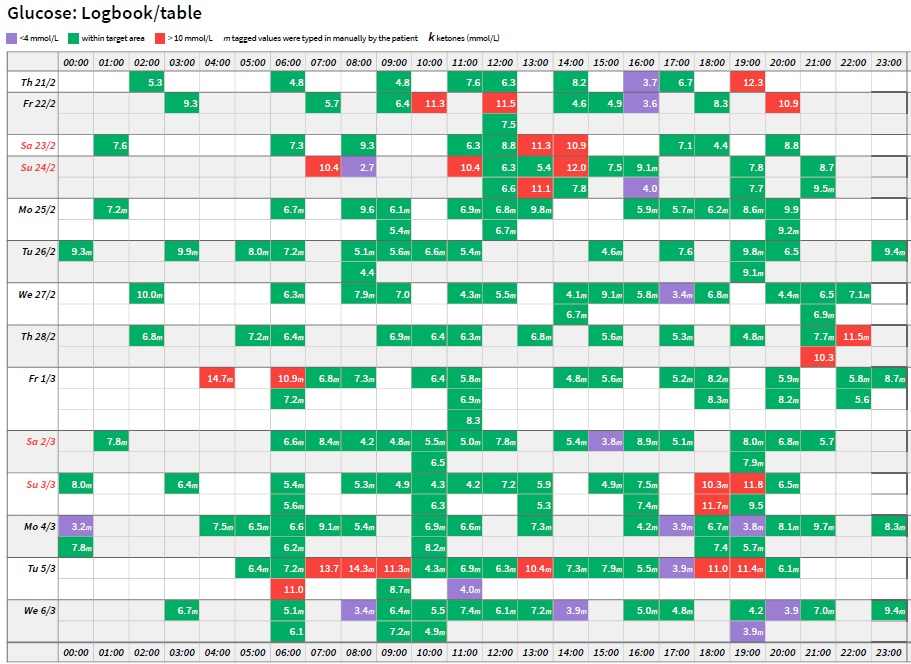 Glucose: Logbook/table
<4 mmol/L within target area > 10 mmol/L m tagged values were typed in manually by the patient k ketones (mmol/L)
00:00 01:00 02:00 03:00 04:00 05:00 06:00 07:00 08:00 09:00 10:00 11:00 12:00 13:00 14:00 15:00 16:00 17:00 18:00 19:00 20:00 21:00 22:00 23:00
Th 21/2 5.3 4.8 4.8 7.6 6.3 8.2 3.7 6.7 12.3
Fr 22/2 9.3 5.7 6.4 11.3 11.5 4.6 4.9 3.6 8.3 10.9
7.5
Sa 23/2 7.6 7.3 9.3 6.3 8.8 11.3 10.9 7.1 4.4 8.8
Su 24/2 10.4 2.7 10.4 6.3 5.4 12.0 7.5 9.1m 7.8 8.7
6.6 11.1 7.8 4.0 7.7 9.5m
Mo 25/2 7.2m 6.7m 9.6 6.1m 6.9m 6.8m 9.8m 5.9m 5.7m 6.2m 8.6m 9.9
5.4m 6.7m 9.2m
Tu 26/2 9.3m 9.9m 8.0m 7.2m 5.1m 5.6m 6.6m 5.4m 4.6m 7.6 9.8m 6.5 9.4m
4.4 9.1m
We 27/2 10.0m 6.3m 7.9m 7.0 4.3m 5.5m 4.1m 9.1m 5.8m 3.4m 6.8m 4.4m 6.5 7.1m
6.7m 6.9m
Th 28/2 6.8m 7.2m 6.4m 6.9m 6.4 6.3m 6.8m 5.6m 5.3m 4.8m 7.7m 11.5m
10.3
Fr 1/3 14.7m 10.9m 6.8m 7.3m 6.4 5.8m 4.8m 5.6m 5.2m 8.2m 5.9m 5.8m 8.7m
7.2m 6.9m 8.3m 8.2m 5.6
8.3
Sa 2/3 7.8m 6.6m 8.4m 4.2 4.8m 5.5m 5.0m 7.8m 5.4m 3.8m 8.9m 5.1m 8.0m 6.8m 5.7
6.5 7.9m
Su 3/3 8.0m 6.4m 5.4m 5.3m 4.9 4.3 4.2 7.2 5.9 4.9m 7.5m 10.3m 11.8 6.5m
5.6m 6.3 5.3 7.4m 11.7m 9.5
Mo 4/3 3.2m 7.5m 6.5m 6.6 9.1m 5.4m 6.9m 6.6m 7.3m 4.2m 3.9m 6.7m 3.8m 8.1m 9.7m 8.3m
7.8m 6.2m 8.2m 7.4 5.7m
Tu 5/3 6.4m 7.2m 13.7 14.3m 11.3m 4.3m 6.9m 6.3m 10.4m 7.3m 7.9m 5.5m 3.9m 11.0 11.4m 6.1m
11.0 8.7m 4.0m
We 6/3 6.7m 5.1m 3.4m 6.4m 5.5 7.4m 6.1m 7.2m 3.9m 5.0m 4.8m 4.2 3.9 7.0m 9.4m
6.1 7.2m 4.9m 3.9m
00:00 01:00 02:00 03:00 04:00 05:00 06:00 07:00 08:00 09:00 10:00 11:00 12:00 13:00 14:00 15:00 16:00 17:00 18:00 19:00 20:00 21:00 22:00 23:00